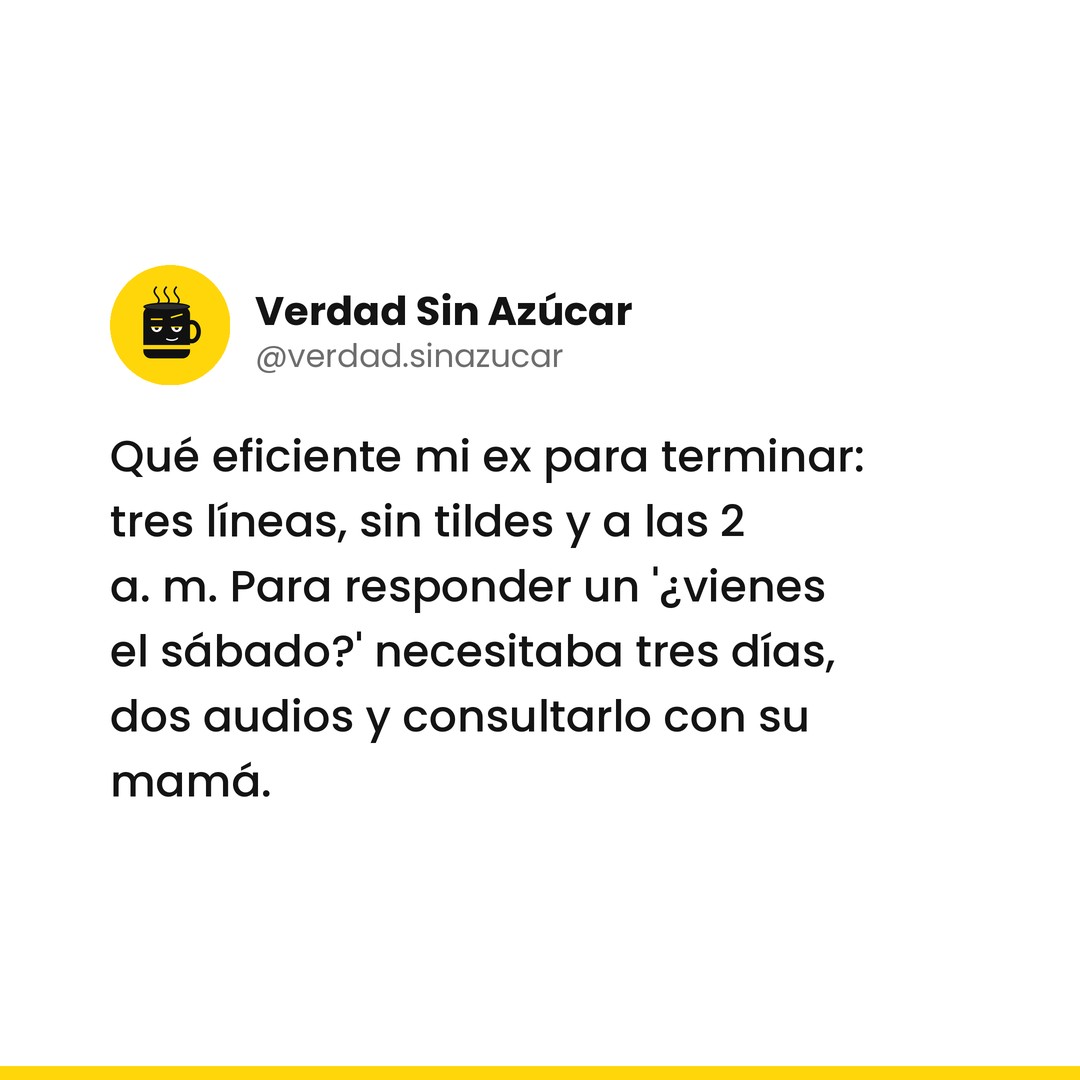 Verdad Sin Azúcar
@verdad.sinazucar
Qué eficiente mi ex para terminar:
tres líneas, sin tildes y a las 2
a. m. Para responder un '¿vienes
el sábado?' necesitaba tres días,
dos audios y consultarlo con su
mamá.